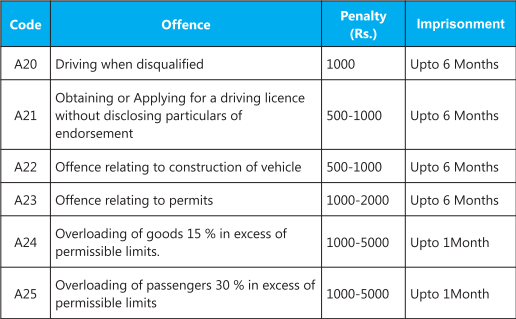 Code Offence Penalty (Rs.) Imprisonment
A20 Driving when disqualified 1000 Upto 6 Months
Obtaining or Applying for a driving licence
A21 without disclosing particulars of 500-1000 Upto 6 Months
endorsement
A22 Offence relating to construction of vehicle 500-1000 Upto 6 Months
A23 Offence relating to permits 1000-2000 Upto 6 Months
A24 Overloading of goods 15 % in excess of 1000-5000 Upto 1Month
permissible limits.
A25 Overloading of passengers 30 % in excess of 1000-5000 Upto 1Month
permissible limits